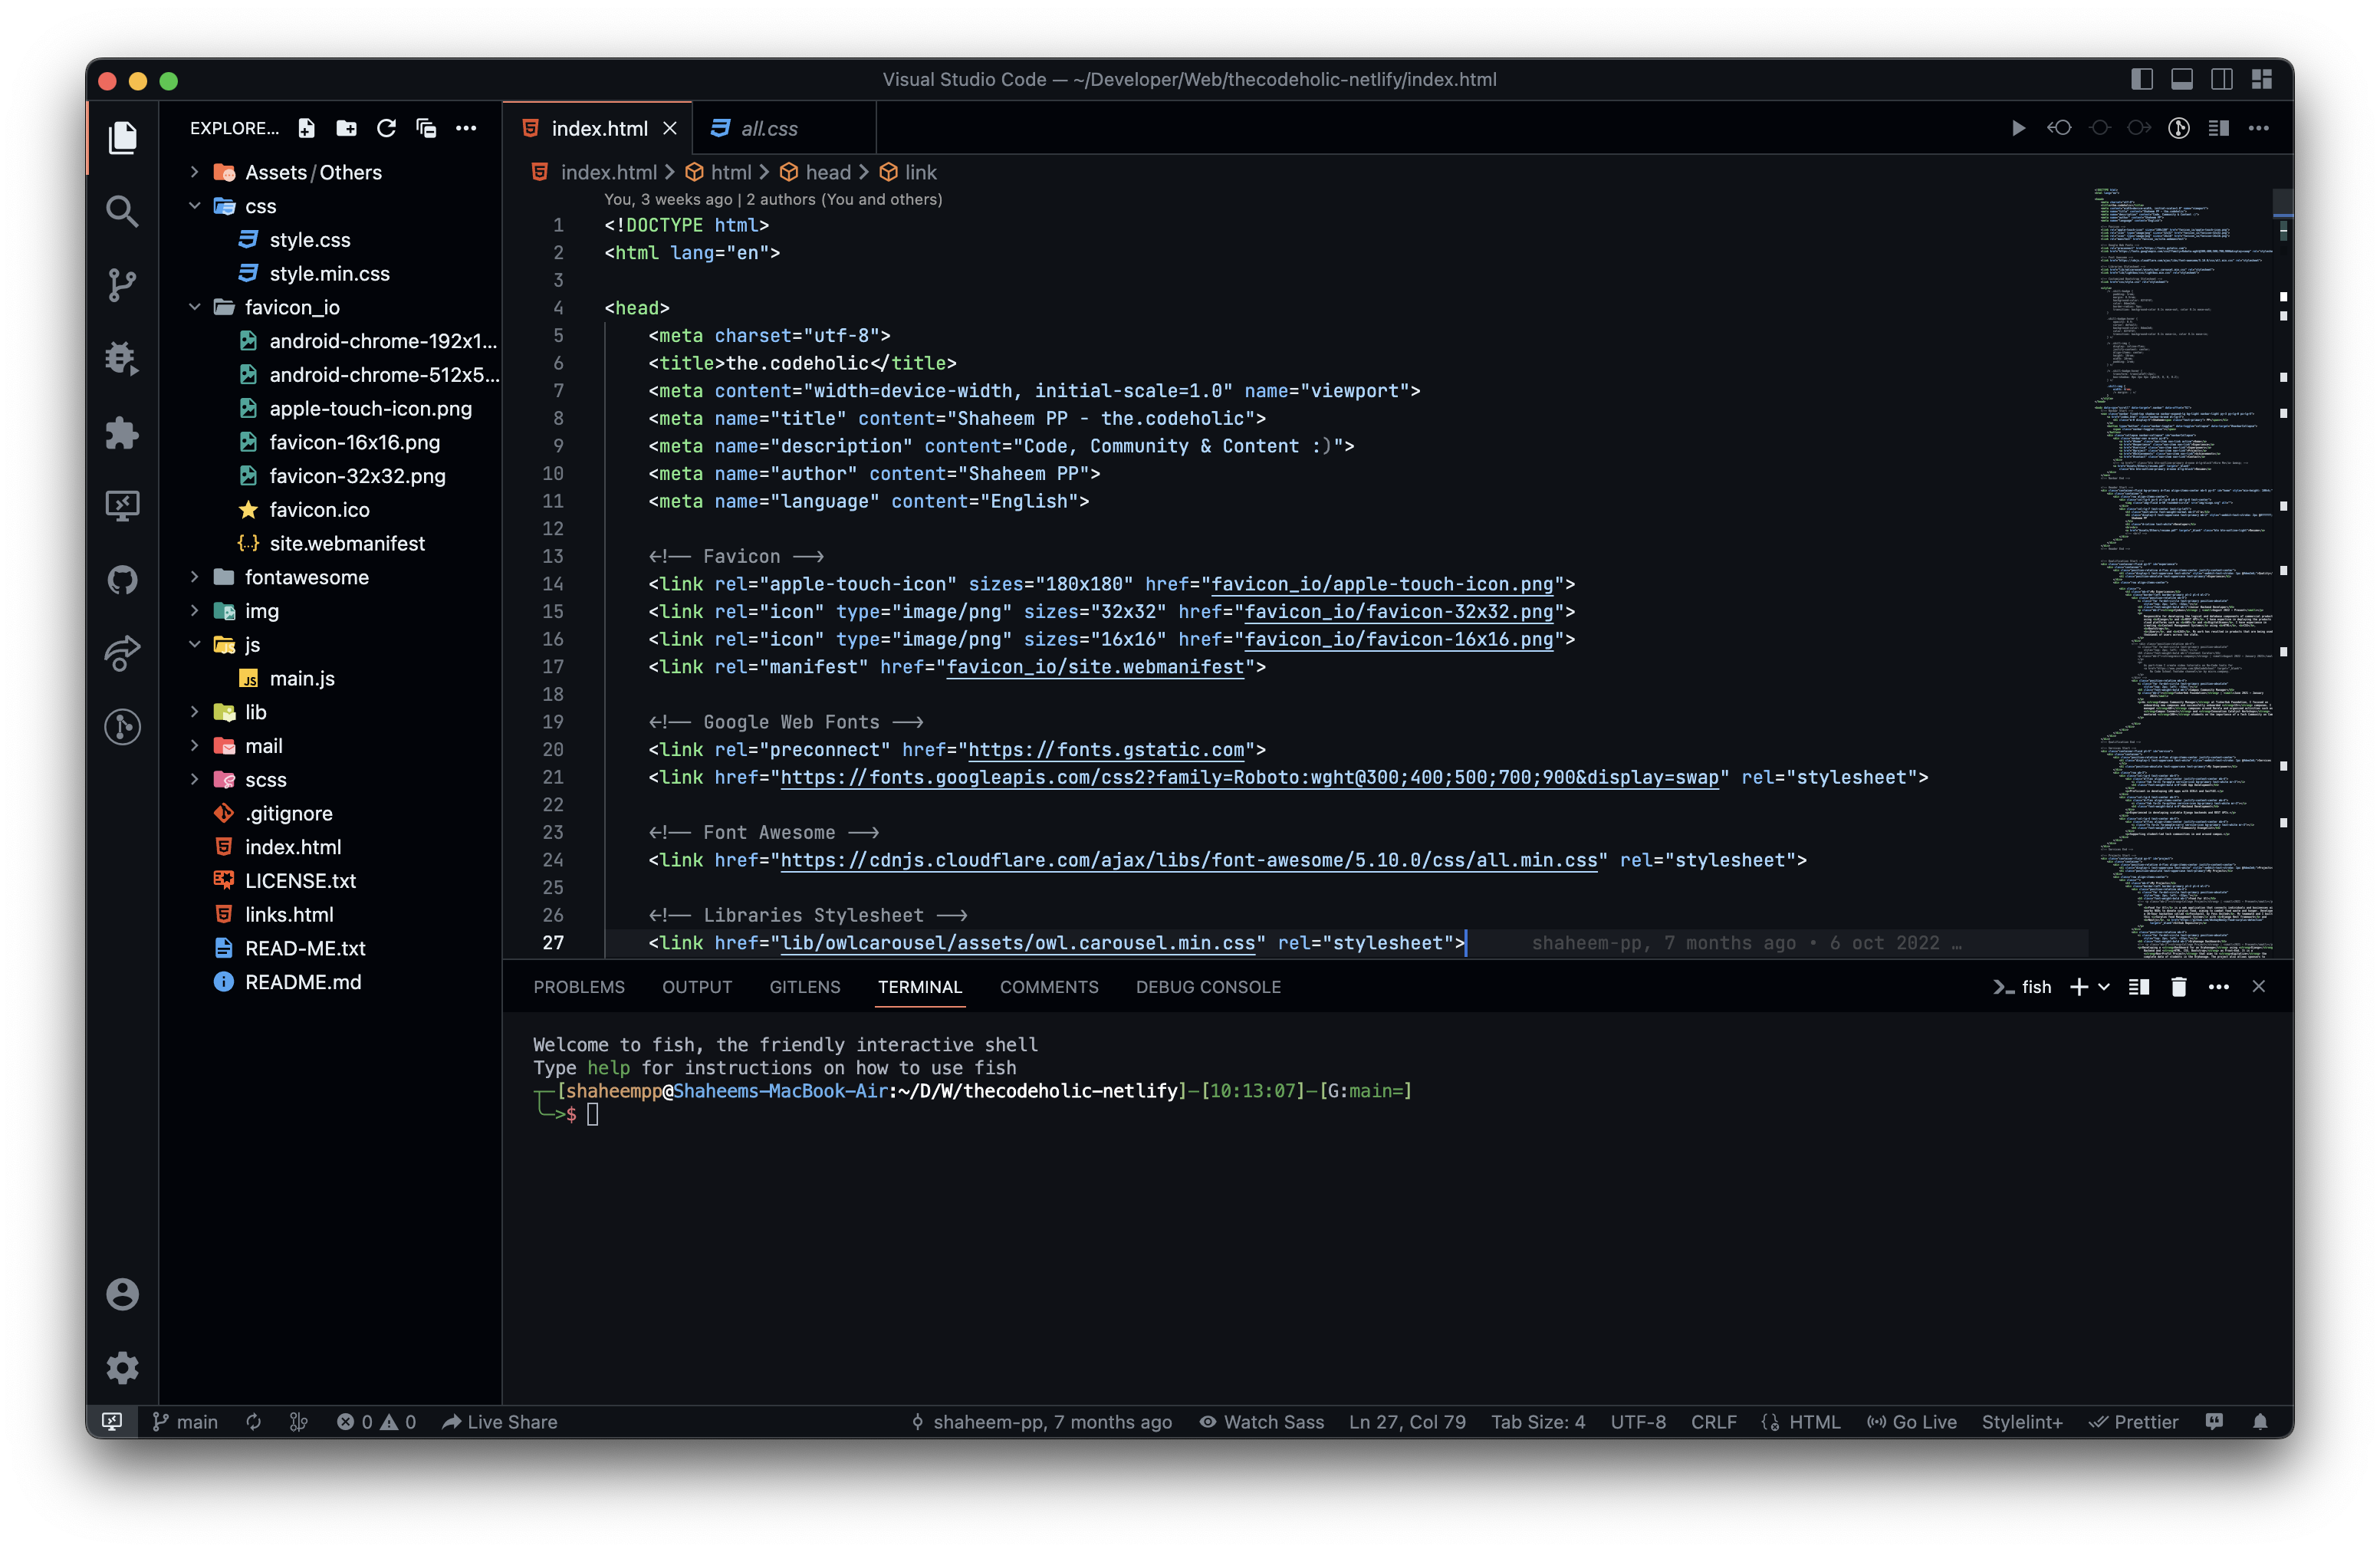 Visual Studio Code — ~/Developer/Web/thecodeholic-netlify/index.html
EXPLORE...
Assets/Others
css
style.css
style.min.css
favicon_io
android-chrome-192x1...
android-chrome-512x5...
apple-touch-icon.png
favicon-16x16.png
favicon-32x32.png
favicon.ico
site.webmanifest
fontawesome
img
js
main.js
lib
mail
scss
.gitignore
index.html
LICENSE.txt
links.html
READ-ME.txt
README.md
index.html all.css
index.html > html > head > link
You, 3 weeks ago | 2 authors (You and others)
1 <!DOCTYPE html>
2 <html lang="en">
3
4 <head>
5 <meta charset="utf-8">
6 <title>the.codeholic</title>
7 <meta content="width=device-width, initial-scale=1.0" name="viewport">
8 <meta name="title" content="Shaheem PP - the.codeholic">
9 <meta name="description" content="Code, Community & Content :)">
10 <meta name="author" content="Shaheem PP">
11 <meta name="language" content="English">
12
13 <!-- Favicon -->
14 <link rel="apple-touch-icon" sizes="180x180" href="favicon_io/apple-touch-icon.png">
15 <link rel="icon" type="image/png" sizes="32x32" href="favicon_io/favicon-32x32.png">
16 <link rel="icon" type="image/png" sizes="16x16" href="favicon_io/favicon-16x16.png">
17 <link rel="manifest" href="favicon_io/site.webmanifest">
18
19 <!-- Google Web Fonts -->
20 <link rel="preconnect" href="https://fonts.gstatic.com">
21 <link href="https://fonts.googleapis.com/css2?family=Roboto:wght@300;400;500;700;900&display=swap" rel="stylesheet">
22
23 <!-- Font Awesome -->
24 <link href="https://cdnjs.cloudflare.com/ajax/libs/font-awesome/5.10.0/css/all.min.css" rel="stylesheet">
25
26 <!-- Libraries Stylesheet -->
27 <link href="lib/owlcarousel/assets/owl.carousel.min.css" rel="stylesheet"> shaheem-pp, 7 months ago • 6 oct 2022 …
PROBLEMS OUTPUT GITLENS TERMINAL COMMENTS DEBUG CONSOLE fish
Welcome to fish, the friendly interactive shell
Type help for instructions on how to use fish
[shaheempp@Shaheems-MacBook-Air:~/D/W/thecodeholic-netlify]-[10:13:07]-[G:main=]
->$
main 0 0 Live Share shaheem-pp, 7 months ago Watch Sass Ln 27, Col 79 Tab Size: 4 UTF-8 CRLF HTML Go Live Stylelint+ Prettier